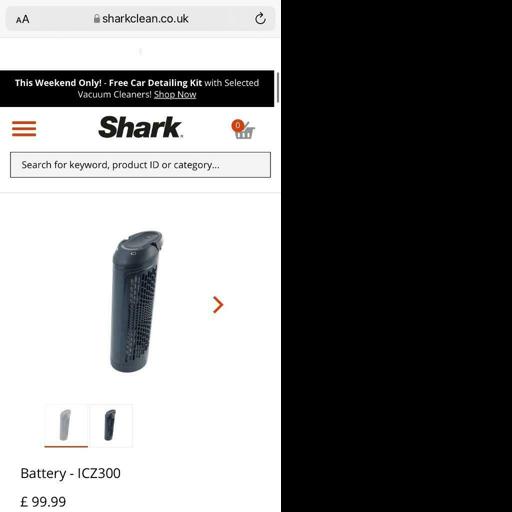 AA sharkclean.co.uk
This Weekend Only! - Free Car Detailing Kit with Selected
Vacuum Cleaners! Shop Now
Shark
0
Search for keyword, product ID or category...
Battery - ICZ300
£ 99.99